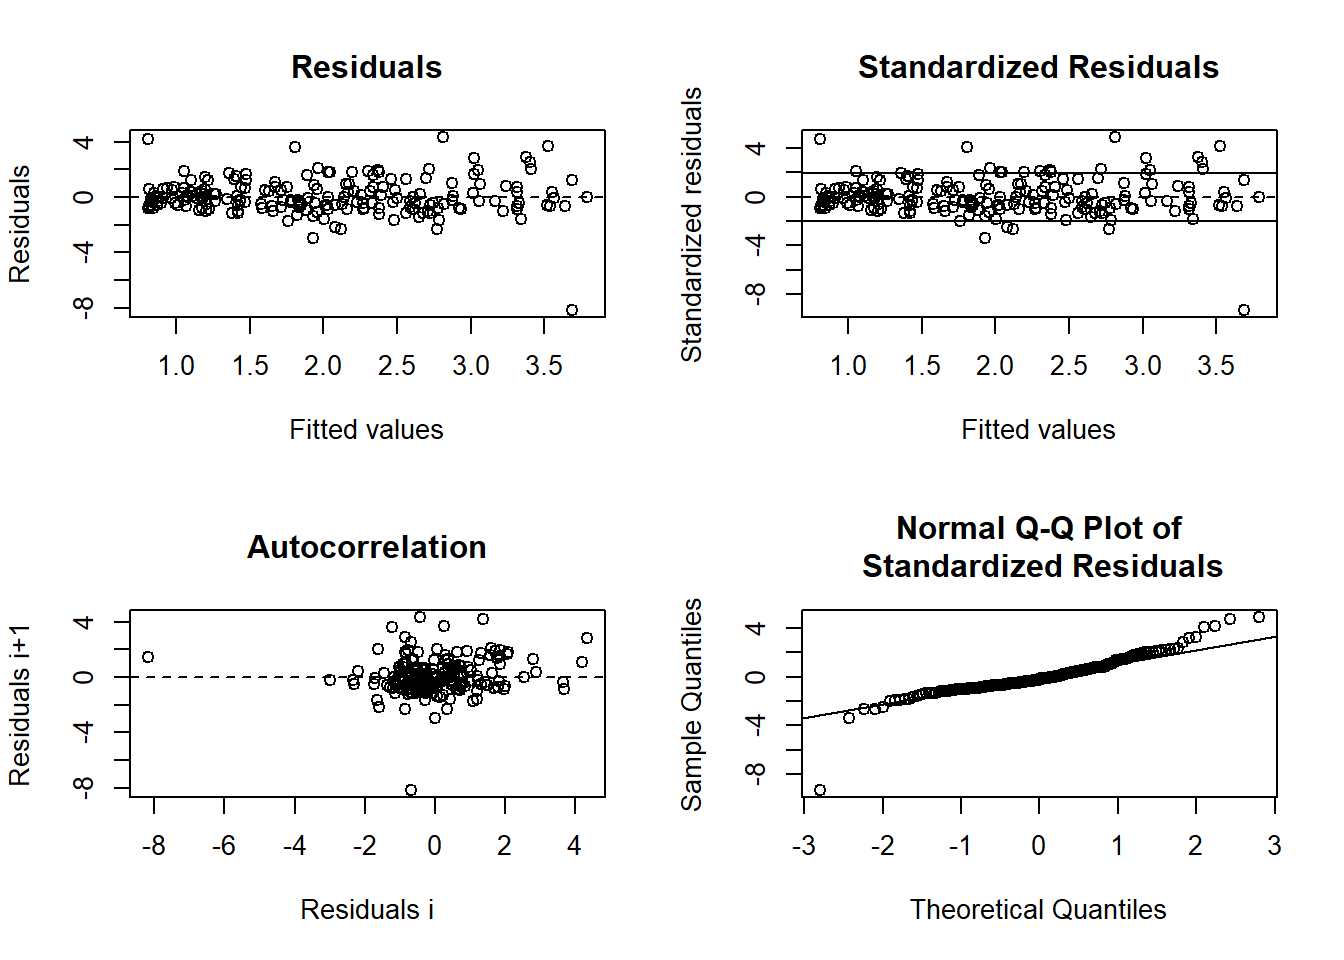 Residuals
Residuals
4
0
-4
-8
1.0 1.5 2.0 2.5 3.0 3.5
Fitted values
Standardized Residuals
Standardized residuals
4
0
-4
-8
1.0 1.5 2.0 2.5 3.0 3.5
Fitted values
Autocorrelation
Residuals i+1
4
0
-4
-8
-8 -6 -4 -2 0 2 4
Residuals i
Normal Q-Q Plot of
Standardized Residuals
Sample Quantiles
4
0
-4
-8
-3 -2 -1 0 1 2 3
Theoretical Quantiles